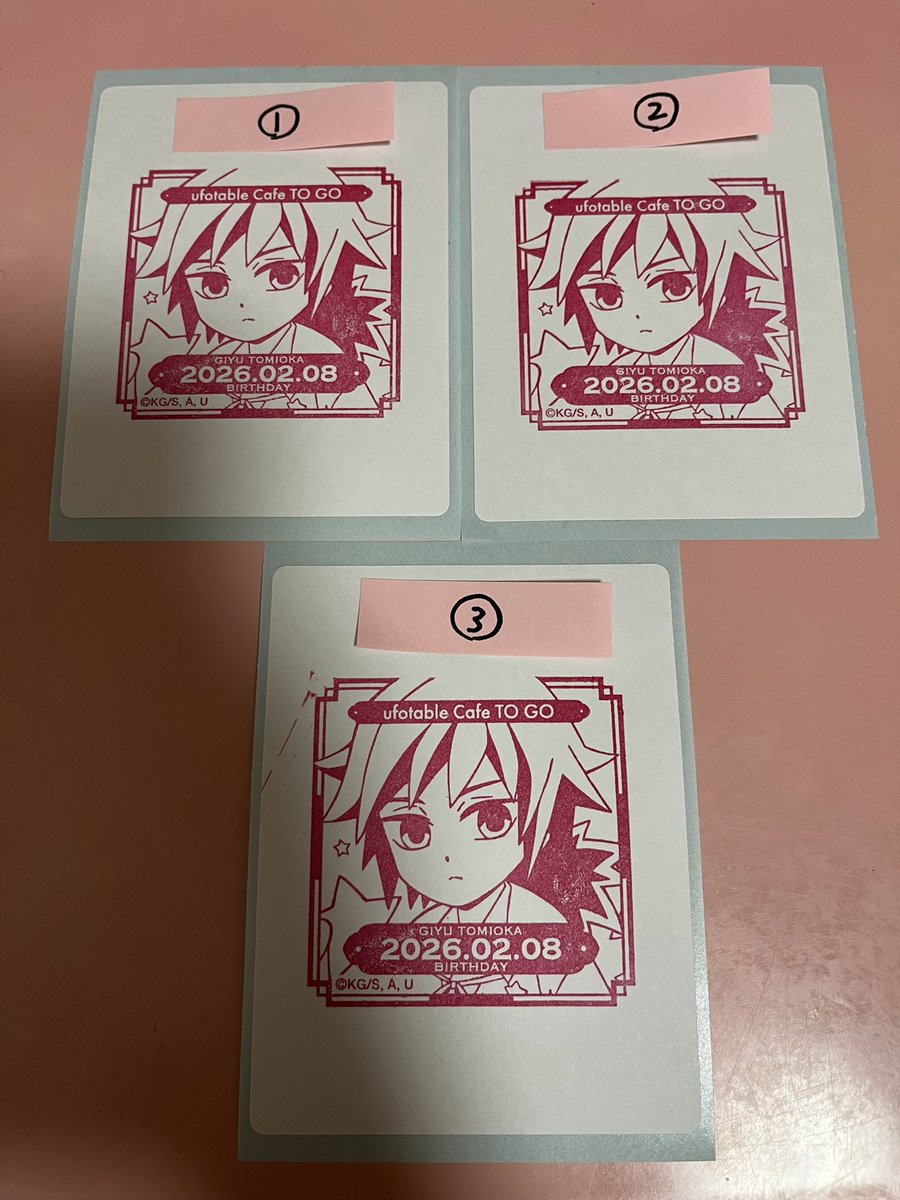 ①
ufotable Cafe TO GO
GIYU TOMIOKA
2026.02.08
BIRTHDAY
©KG/S, A, U
②
ufotable Cafe TO GO
GIYU TOMIOKA
2026.02.08
BIRTHDAY
©KG/S, A, U
③
ufotable Cafe TO GO
GIYU TOMIOKA
2026.02.08
BIRTHDAY
©KG/S, A, U